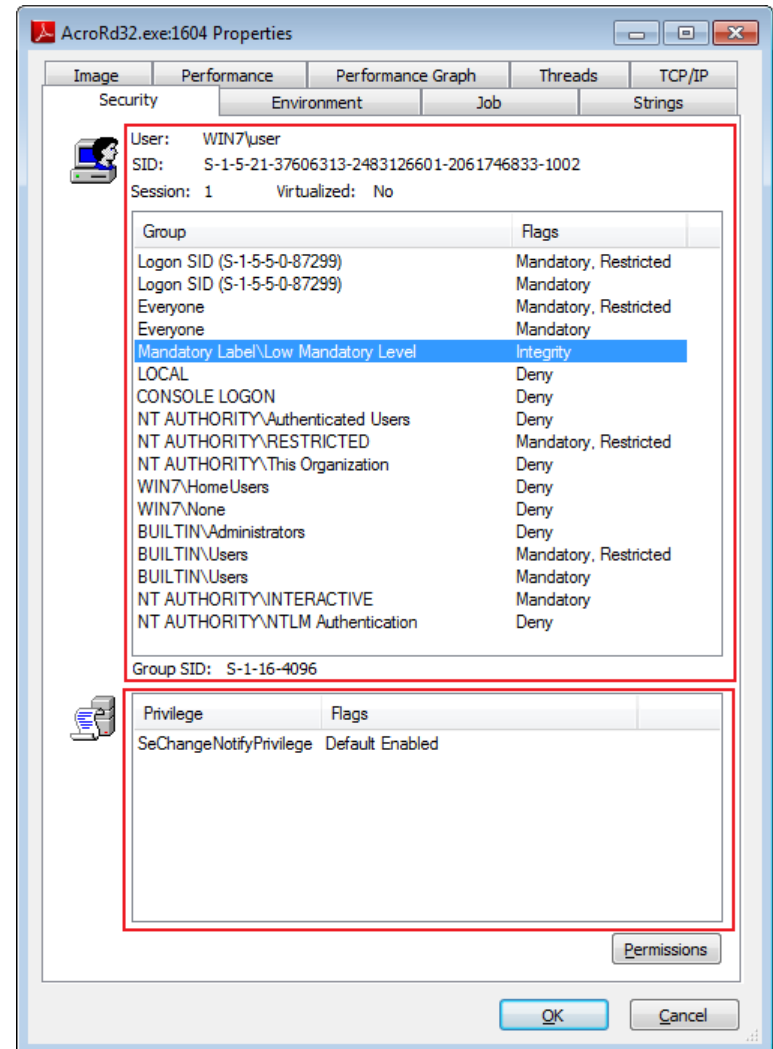 AcroRd32.exe:1604 Properties
Image Performance Performance Graph Threads TCP/IP
Security Environment Job Strings
User: WIN7\user
SID: S-1-5-21-37606313-2483126601-2061746833-1002
Session: 1 Virtualized: No
Group Flags
Logon SID (S-1-5-5-0-87299) Mandatory, Restricted
Logon SID (S-1-5-5-0-87299) Mandatory
Everyone Mandatory, Restricted
Everyone Mandatory
Mandatory Label\Low Mandatory Level Integrity
LOCAL Deny
CONSOLE LOGON Deny
NT AUTHORITY\Authenticated Users Deny
NT AUTHORITY\RESTRICTED Mandatory, Restricted
NT AUTHORITY\This Organization Deny
WIN7\HomeUsers Deny
WIN7\None Deny
BUILTIN\Administrators Deny
BUILTIN\Users Mandatory, Restricted
BUILTIN\Users Mandatory
NT AUTHORITY\INTERACTIVE Mandatory
NT AUTHORITY\NTLM Authentication Deny
Group SID: S-1-16-4096
Privilege Flags
SeChangeNotifyPrivilege Default Enabled
Permissions
OK Cancel